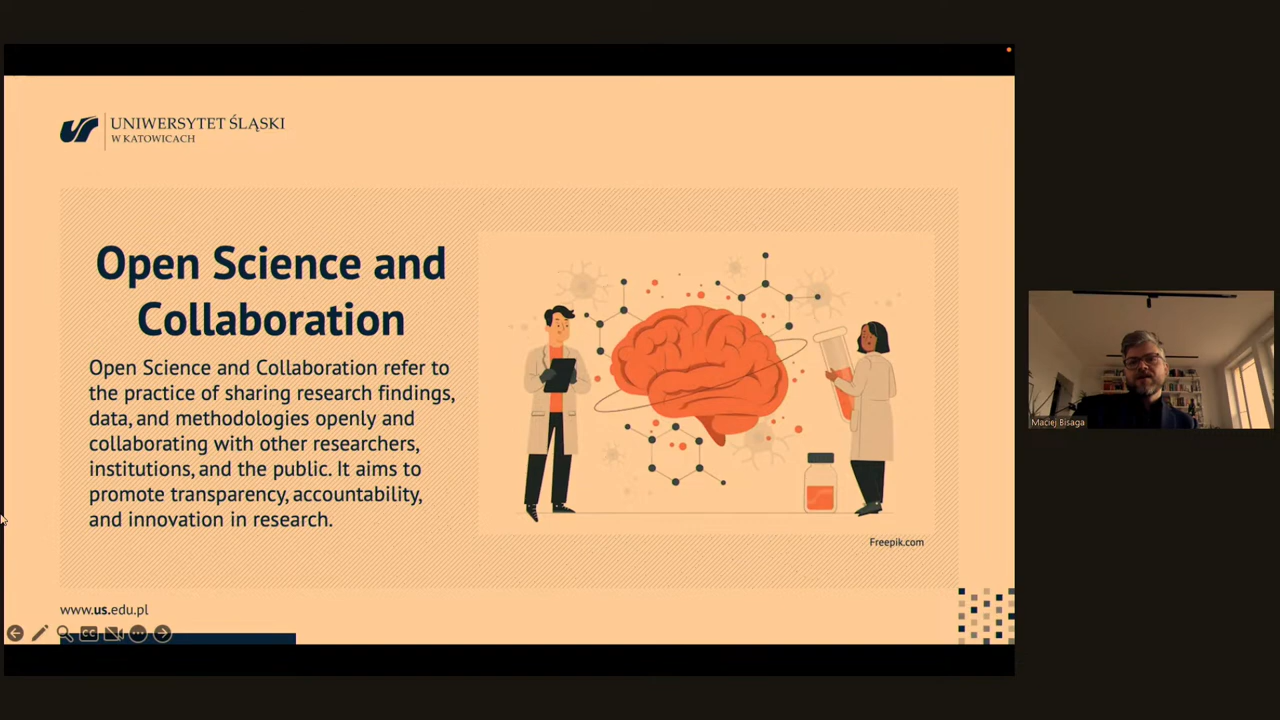 UNIWERSYTET ŚLĄSKI
W KATOWICACH
Open Science and
Collaboration
Open Science and Collaboration refer to
the practice of sharing research findings,
data, and methodologies openly and
collaborating with other researchers,
institutions, and the public. It aims to
promote transparency, accountability,
and innovation in research.
Freepik.com
www.us.edu.pl
CC
Maciej Bisaga